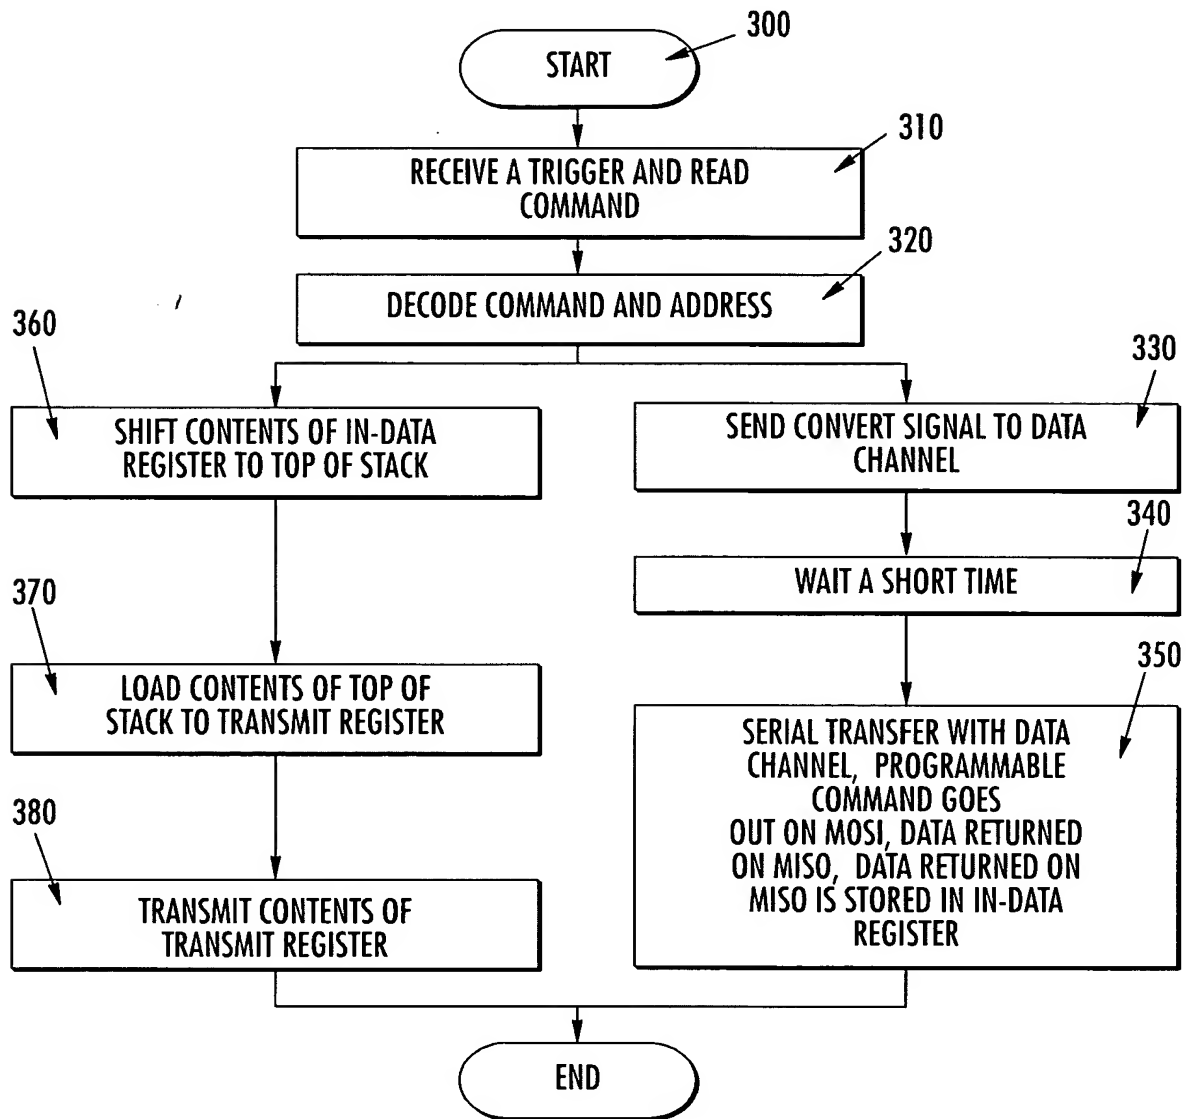 300
START
310
RECEIVE A TRIGGER AND READ
COMMAND
320
DECODE COMMAND AND ADDRESS
360
SHIFT CONTENTS OF IN-DATA
REGISTER TO TOP OF STACK
330
SEND CONVERT SIGNAL TO DATA
CHANNEL
340
WAIT A SHORT TIME
370
LOAD CONTENTS OF TOP OF
STACK TO TRANSMIT REGISTER
350
SERIAL TRANSFER WITH DATA
CHANNEL, PROGRAMMABLE
COMMAND GOES
OUT ON MOSI, DATA RETURNED
ON MISO, DATA RETURNED ON
MISO IS STORED IN IN-DATA
REGISTER
380
TRANSMIT CONTENTS OF
TRANSMIT REGISTER
END